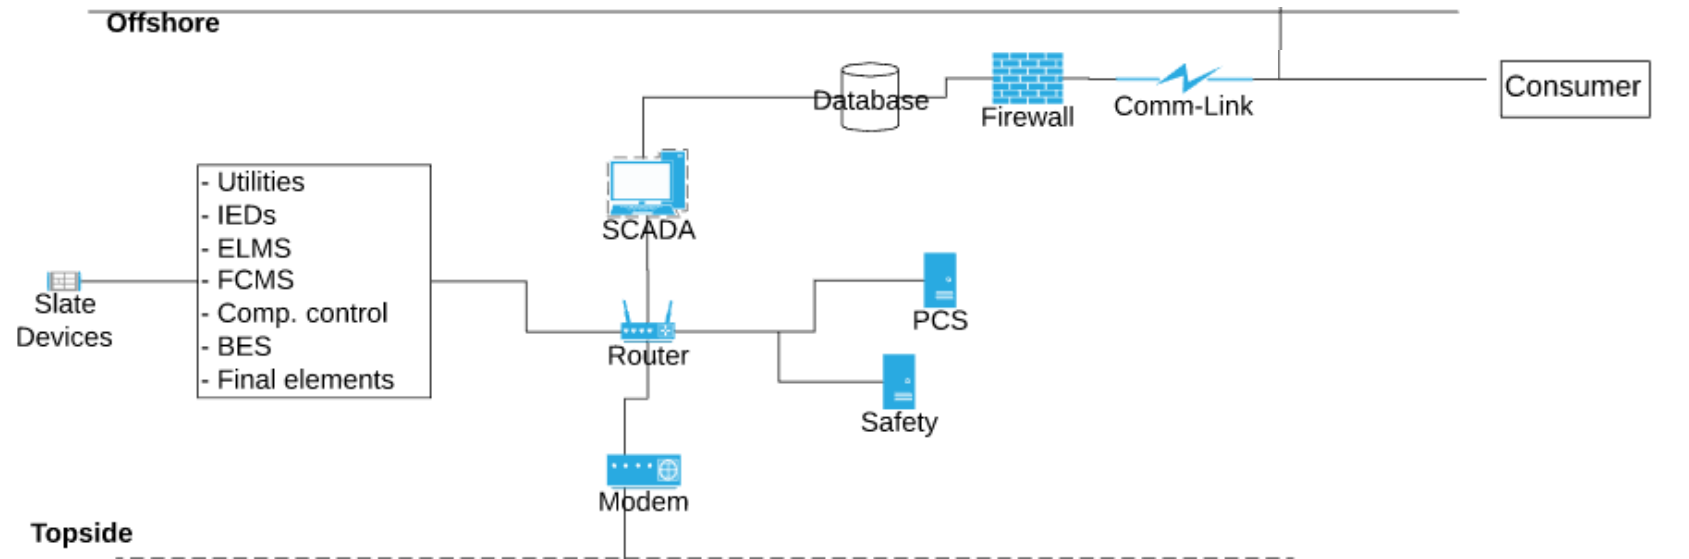 Offshore
Database
Firewall
Comm-Link
Consumer
- Utilities
- IEDs
- ELMS
- FCMS
- Comp. control
- BES
- Final elements
SCADA
Slate
Devices
Router
PCS
Safety
Modem
Topside